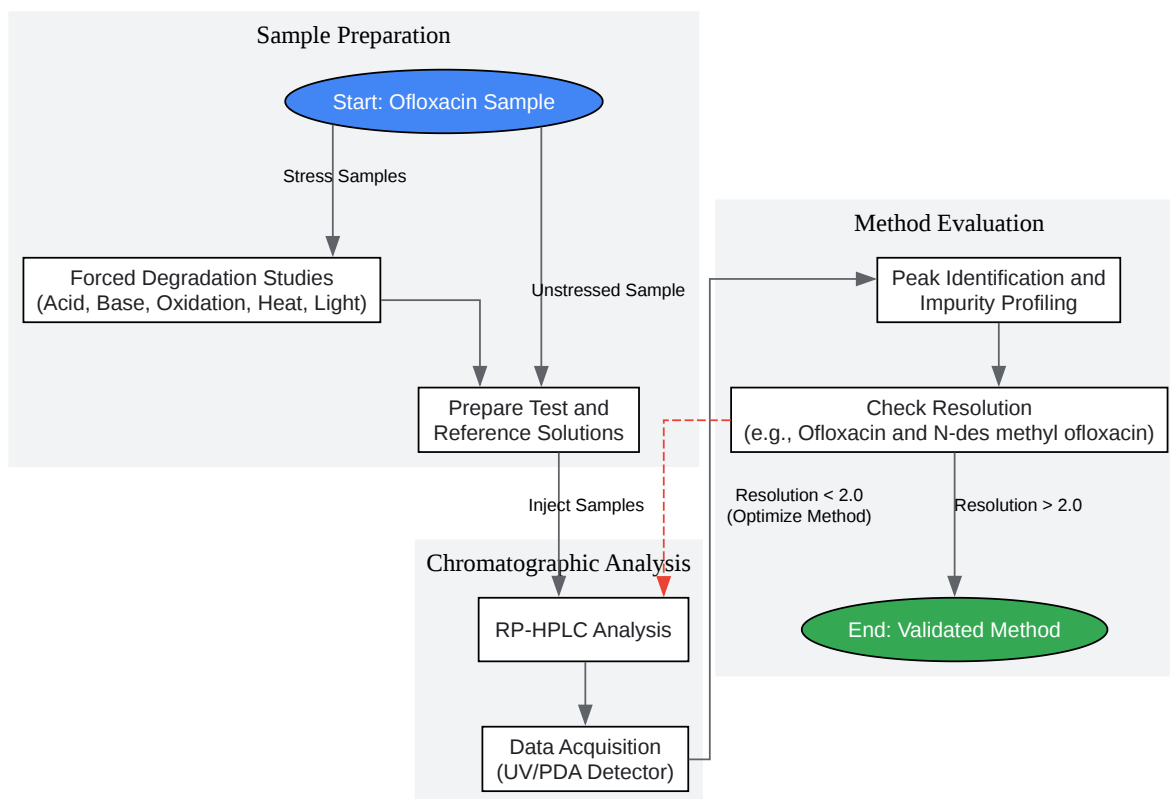 Sample Preparation
Start: Ofloxacin Sample
Stress Samples
Forced Degradation Studies
(Acid, Base, Oxidation, Heat, Light)
Unstressed Sample
Prepare Test and
Reference Solutions
Inject Samples
Chromatographic Analysis
RP-HPLC Analysis
Data Acquisition
(UV/PDA Detector)
Method Evaluation
Peak Identification and
Impurity Profiling
Check Resolution
(e.g., Ofloxacin and N-des methyl ofloxacin)
Resolution < 2.0
(Optimize Method)
Resolution > 2.0
End: Validated Method